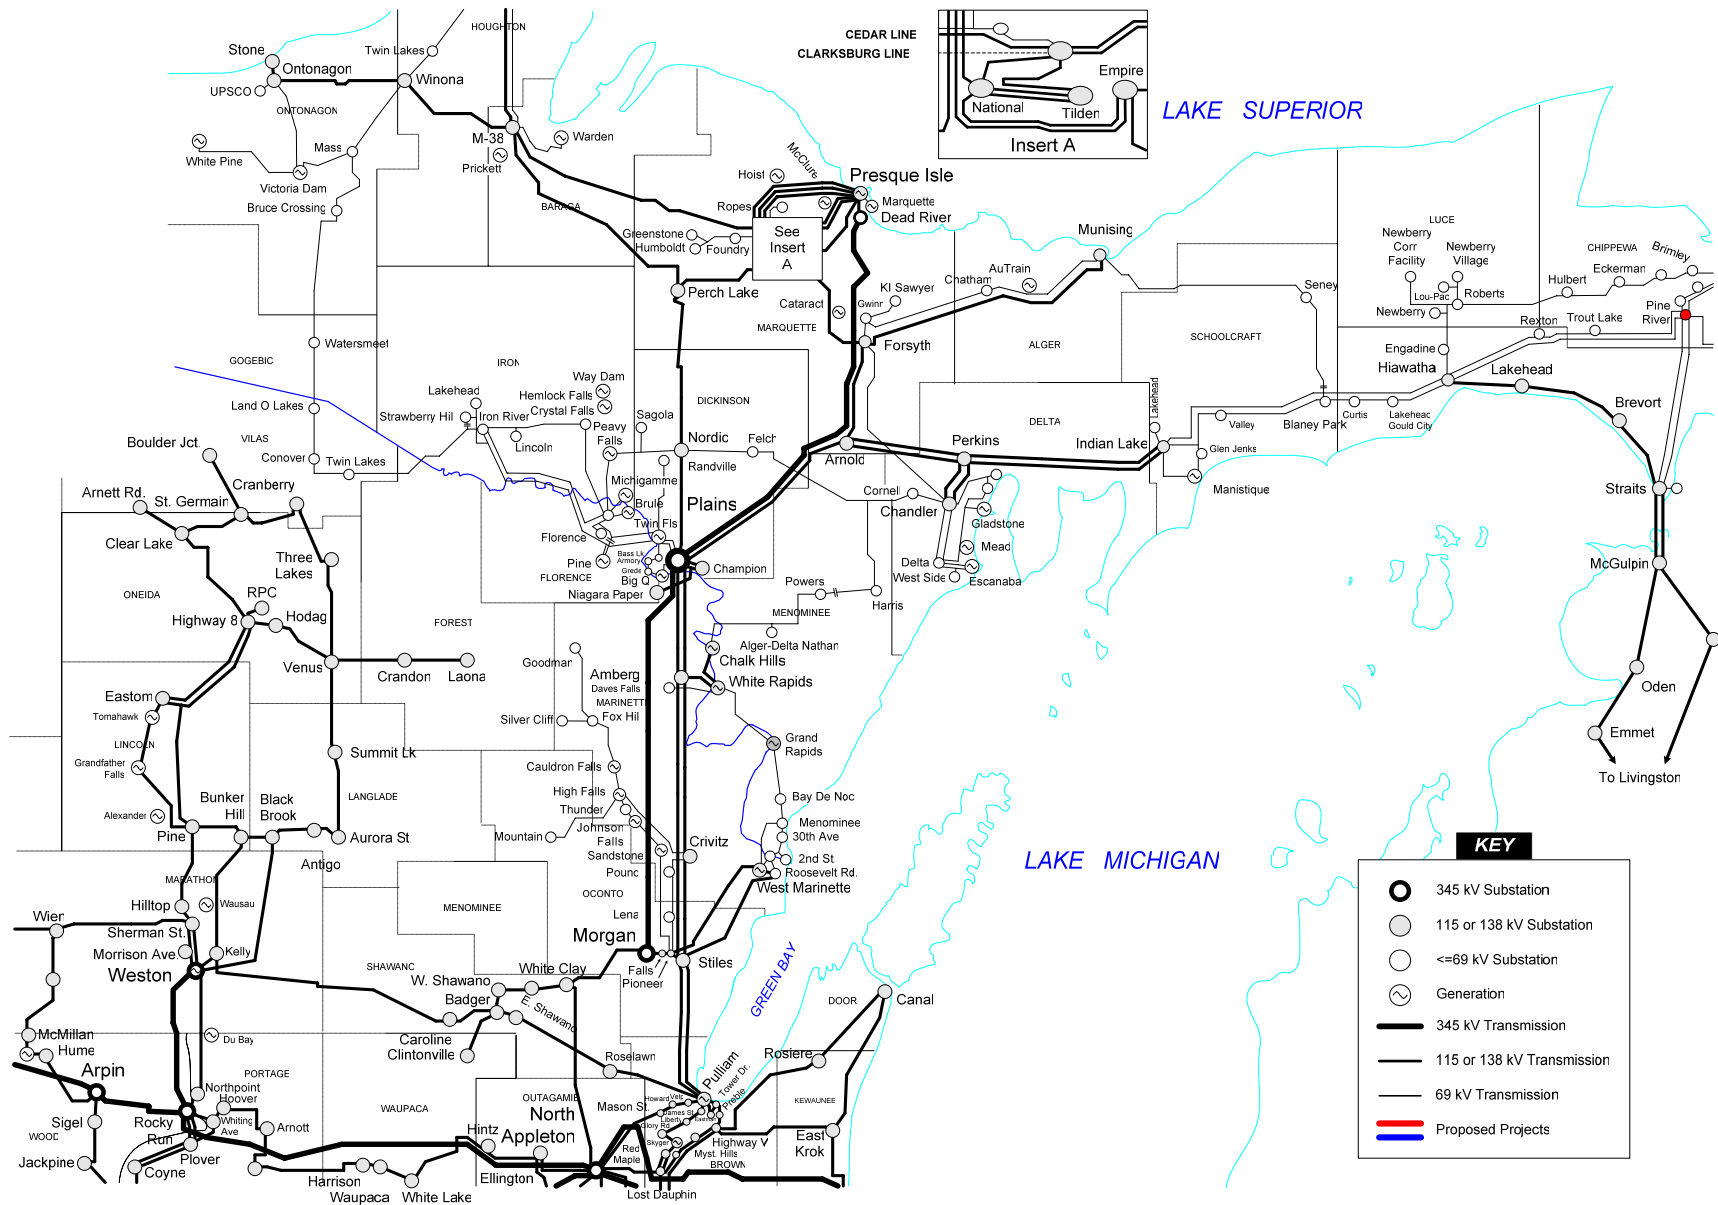 HOUGHTON
Stone
Twin Lakes
Ontonagon
Winona
UPSCO
ONTONAGON
CEDAR LINE
CLARKSBURG LINE
Empire
National
Tilden
Insert A
LAKE SUPERIOR
M-38
Warden
Prickett
White Pine
Mass
Victoria Dam
Bruce Crossing
BARAGA
Hoist
McClure
Presque Isle
Marquette
Dead River
Ropes
Greenstone
Humboldt
Foundry
See
Insert
A
Perch Lake
Cataract
MARQUETTE
Gwinn
KI Sawyer
Chatham
AuTrain
Munising
Forsyth
ALGER
SCHOOLCRAFT
Seney
LUCE
Newberry
Corr
Facility
Newberry
Village
Lou-Pac
Roberts
Newberry
Engadine
Hiawatha
CHIPPEWA
Brimley
Hulbert
Eckerman
Pine
River
Rexton
Trout Lake
Lakehead
Brevort
Watersmeet
GOGEBIC
IRON
Land O Lakes
VILAS
Conover
Twin Lakes
Lakehead
Strawberry Hil
Iron River
Lincoln
Way Dam
Hemlock Falls
Crystal Falls
Peavy
Falls
Sagola
DICKINSON
Nordic
Randville
Felch
Michigamme
Brule
Twin Fls
Plains
Arnold
Perkins
DELTA
Indian Lake
Lakehead
Valley
Glen Jenks
Manistique
Blaney Park
Curtis
Lakehead
Gould City
Straits
McGulpin
Oden
Emmet
To Livingston
Boulder Jct.
Cranberry
Arnett Rd.
St. Germain
Clear Lake
Three
Lakes
ONEIDA
RPC
Highway 8
Hodag
Venus
Crandon
Laona
FOREST
Florence
Pine
FLORENCE
Bass Lk
Armory
Grede
Big Q
Niagara Paper
Champion
Cornell
Chandler
Gladstone
Mead
Delta
West Side
Escanaba
Powers
Harris
MENOMINEE
Alger-Delta Nathan
Chalk Hills
White Rapids
Goodman
Amberg
Daves Falls
MARINETTE
Silver Cliff
Fox Hil
Grand
Rapids
Cauldron Falls
High Falls
Thunder
Mountain
Johnson
Falls
Sandstone
Pound
Crivitz
Bay De Noc
Menominee
30th Ave
2nd St
Roosevelt Rd.
West Marinette
OCONTO
Lena
Morgan
Stiles
Falls
Pioneer
Eastom
Tomahawk
LINCOLN
Grandfather
Falls
Alexander
Pine
Bunker
Hill
Black
Brook
Summit Lk
LANGLADE
Aurora St
Antigo
MARATHON
Wien
Hilltop
Wausau
Sherman St.
Morrison Ave.
Kelly
Weston
MENOMINEE
SHAWANO
W. Shawano
White Clay
Badger
E. Shawano
Caroline
Clintonville
LAKE MICHIGAN
GREEN BAY
DOOR
Canal
McMillan
Hume
Du Bay
Arpin
PORTAGE
Northpoint
Hoover
Sigel
WOOD
Rocky
Run
Whiting
Ave
Arnott
Jackpine
Plover
Coyne
WAUPACA
Harrison
Waupaca
White Lake
OUTAGAMIE
North
Appleton
Hintz
Ellington
Roselawn
Mason St.
Pulliam
Tower Dr.
Preble
Howard
Velp
James St
Liberty
Eastman
Glory Rd
Skygen
Red
Maple
Myst. Hills
BROWN
Highway V
Lost Dauphin
Rosiere
KEWAUNEE
East
Krok
KEY
345 kV Substation
115 or 138 kV Substation
<=69 kV Substation
Generation
345 kV Transmission
115 or 138 kV Transmission
69 kV Transmission
Proposed Projects